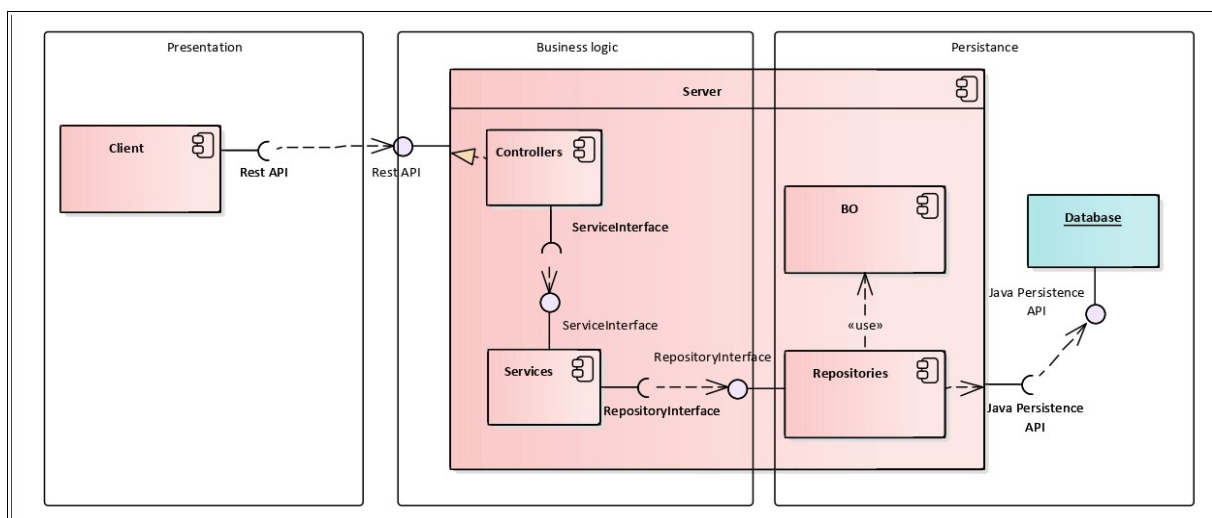 Presentation
Business logic
Persistance
Server
Client
Rest API
Rest API
Controllers
ServiceInterface
ServiceInterface
Services
RepositoryInterface
RepositoryInterface
BO
«use»
Repositories
Database
Java Persistence
API
Java Persistence
API